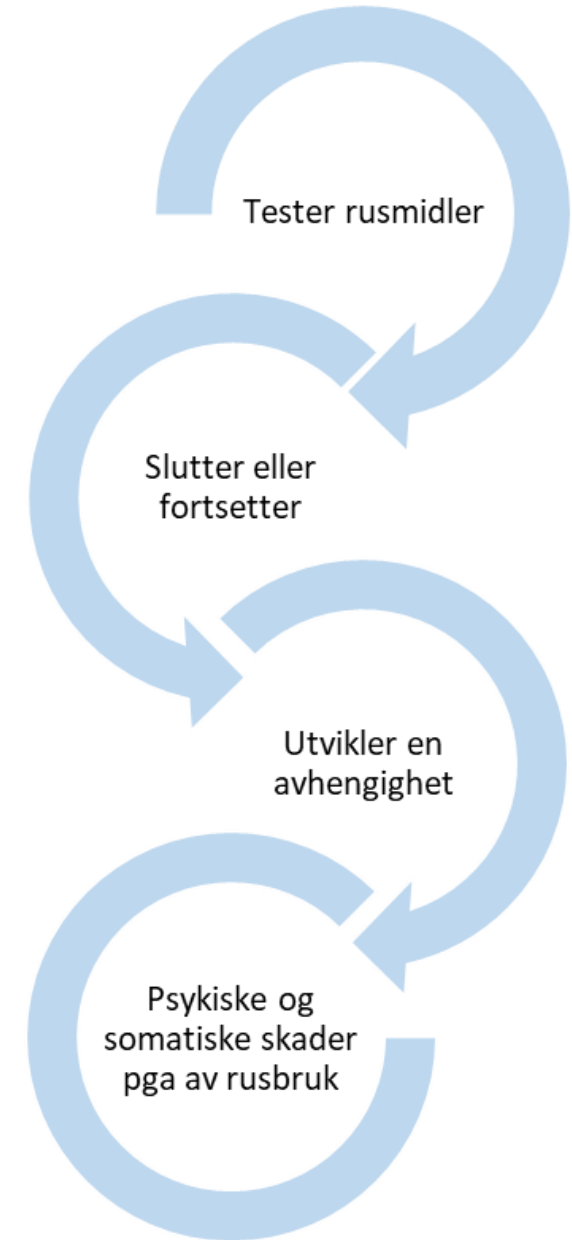 Tester rusmidler
Slutter eller
fortsetter
Utvikler en
avhengighet
Psykiske og
somatiske skader
pga av rusbruk